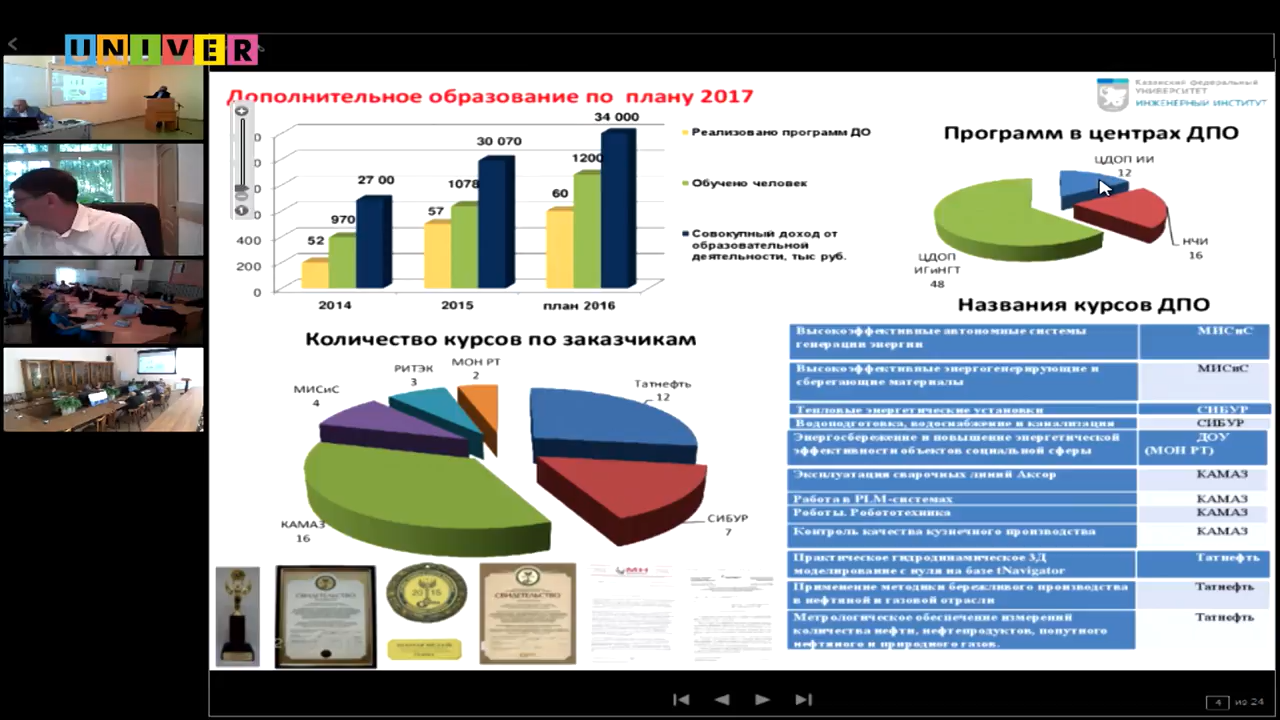 UNIVER
Дополнительное образование по плану 2017
Казанский федеральный
УНИВЕРСИТЕТ
ИНЖЕНЕРНЫЙ ИНСТИТУТ
34 000
30 070
1200
27 00
1078
970
60
57
52
400
200
0
2014
2015
план 2016
Реализовано программ ДО
Обучено человек
Совокупный доход от
образовательной
деятельности, тыс руб.
Программ в центрах ДПО
ЦДОП ИИ
12
НЧИ
16
ЦДОП
ИГиНГТ
48
Количество курсов по заказчикам
МОН РТ
2
РИТЭК
3
МИСиС
4
Татнефть
12
СИБУР
7
КАМАЗ
16
СВИДЕТЕЛЬСТВО
2015
СВИДЕТЕЛЬСТВО
МН
Названия курсов ДПО
Высокоэффективные автономные системы МИСиС
генерации энергии
Высокоэффективные энергогенерирующие и МИСиС
сберегающие материалы
Тепловые энергетические установки СИБУР
Водоподготовка, водоснабжение и канализация СИБУР
Энергосбережение и повышение энергетической ДОУ
эффективности объектов социальной сферы (МОН РТ)
Эксплуатация сварочных линий Аксор КАМАЗ
Работа в PLM-системах КАМАЗ
Роботы. Робототехника КАМАЗ
Контроль качества кузнечного производства КАМАЗ
Практическое гидродинамическое 3Д Татнефть
моделирование с нуля на базе tNavigator
Применение методики бережливого производства Татнефть
в нефтяной и газовой отрасли
Метрологическое обеспечение измерений Татнефть
количества нефти, нефтепродуктов, попутного
нефтяного и природного газов.
4 из 24